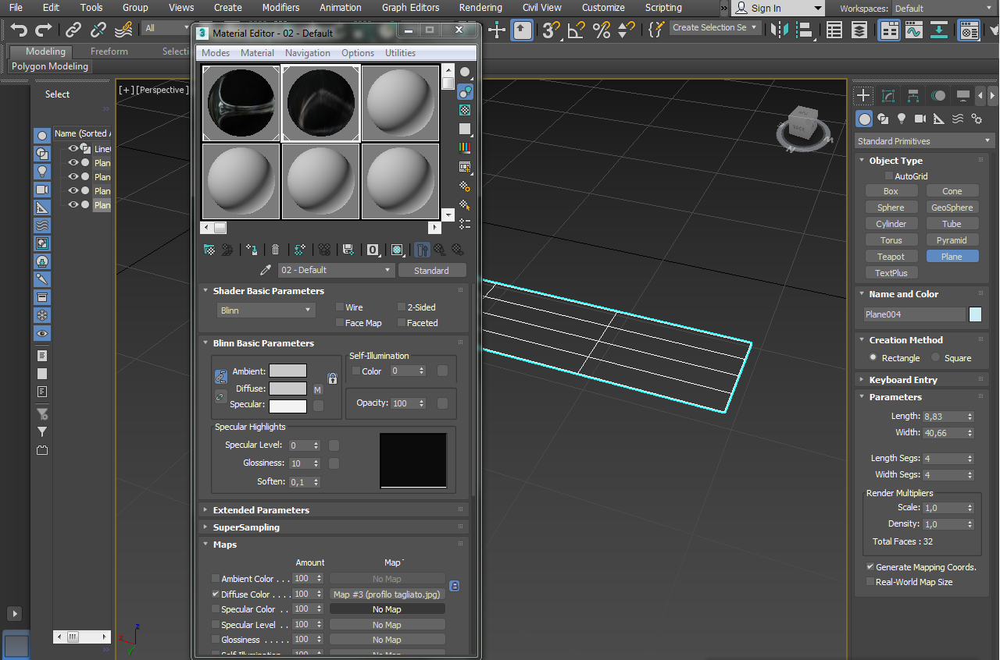 File Edit Tools Group Views Create Modifiers Animation Graph Editors Rendering Civil View Customize Scripting » Sign In Workspaces: Default
All Create Selection Se
Modeling Freeform Selecti
Polygon Modeling
Material Editor - 02 - Default
Modes Material Navigation Options Utilities
Select
Name (Sorted A
Line
Plan
Plan
Plan
Plan
[+] [Perspective]
02 - Default Standard
Shader Basic Parameters
Blinn Wire 2-Sided
Face Map Faceted
Blinn Basic Parameters
Self-Illumination
Ambient: Color 0
Diffuse: M
Specular: Opacity: 100
Specular Highlights
Specular Level: 0
Glossiness: 10
Soften: 0,1
Extended Parameters
SuperSampling
Maps
Amount Map
Ambient Color . . . 100 No Map
Diffuse Color . . . . 100 Map #3 (profilo tagliato.jpg)
Specular Color . . 100 No Map
Specular Level . . 100 No Map
Glossiness . . . . . 100 No Map
Self-Illumination 100 No Map
Standard Primitives
Object Type
AutoGrid
Box Cone
Sphere GeoSphere
Cylinder Tube
Torus Pyramid
Teapot Plane
TextPlus
Name and Color
Plane004
Creation Method
Rectangle Square
Keyboard Entry
Parameters
Length: 8,83
Width: 40,66
Length Segs: 4
Width Segs: 4
Render Multipliers
Scale: 1,0
Density: 1,0
Total Faces : 32
Generate Mapping Coords.
Real-World Map Size